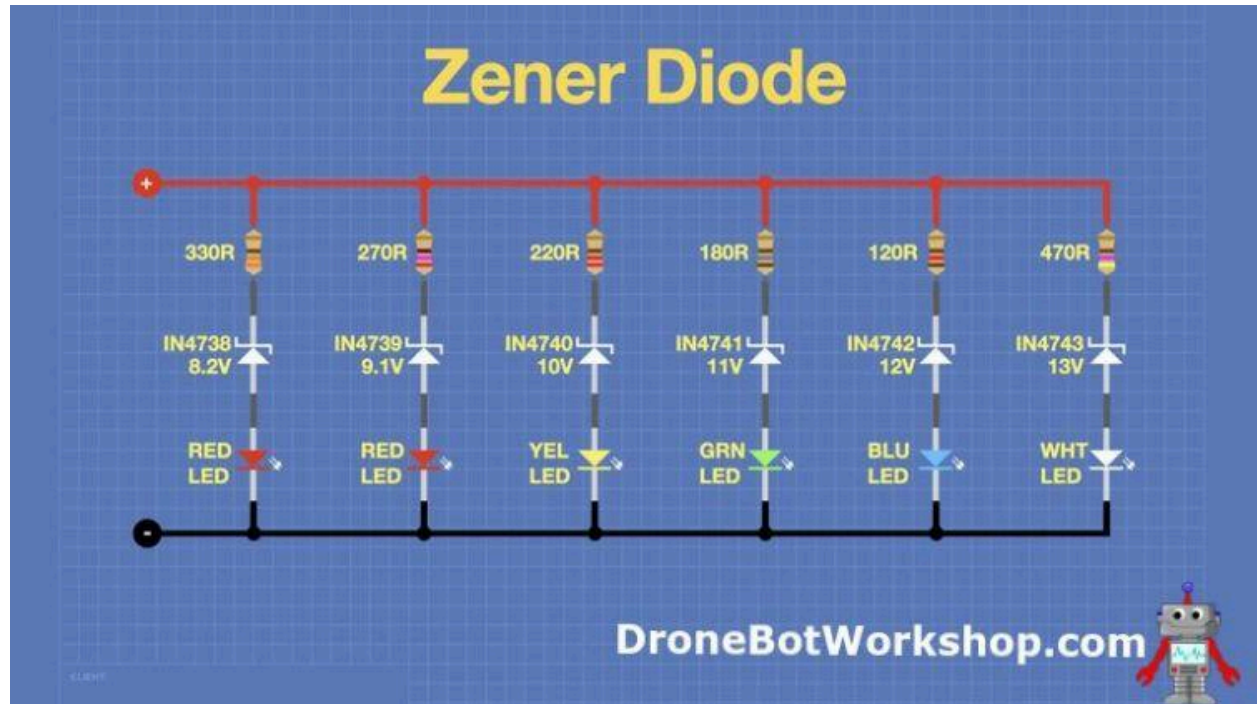 Zener Diode
+
330R
270R
220R
180R
120R
470R
IN4738
8.2V
IN4739
9.1V
IN4740
10V
IN4741
11V
IN4742
12V
IN4743
13V
RED
LED
RED
LED
YEL
LED
GRN
LED
BLU
LED
WHT
LED
-
DroneBotWorkshop.com